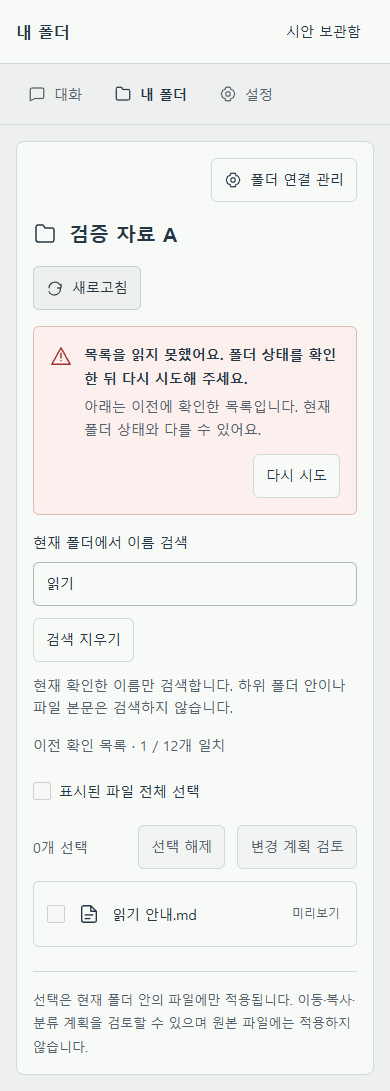 내 폴더
시안 보관함
대화
내 폴더
설정
폴더 연결 관리
검증 자료 A
새로고침
목록을 읽지 못했어요. 폴더 상태를 확인
한 뒤 다시 시도해 주세요.
아래는 이전에 확인한 목록입니다. 현재
폴더 상태와 다를 수 있어요.
다시 시도
현재 폴더에서 이름 검색
읽기
검색 지우기
현재 확인한 이름만 검색합니다. 하위 폴더 안이나
파일 본문은 검색하지 않습니다.
이전 확인 목록 · 1 / 12개 일치
표시된 파일 전체 선택
0개 선택
선택 해제
변경 계획 검토
읽기 안내.md
미리보기
선택은 현재 폴더 안의 파일에만 적용됩니다. 이동·복사·
분류 계획을 검토할 수 있으며 원본 파일에는 적용하지
않습니다.